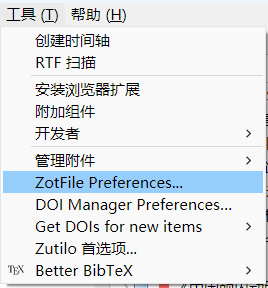 工具 (T) 帮助 (H)
创建时间轴
RTF 扫描
安装浏览器扩展
附加组件
开发者
管理附件
ZotFile Preferences...
DOI Manager Preferences...
Get DOIs for new items
Zutilo 首选项...
TEX Better BibTeX